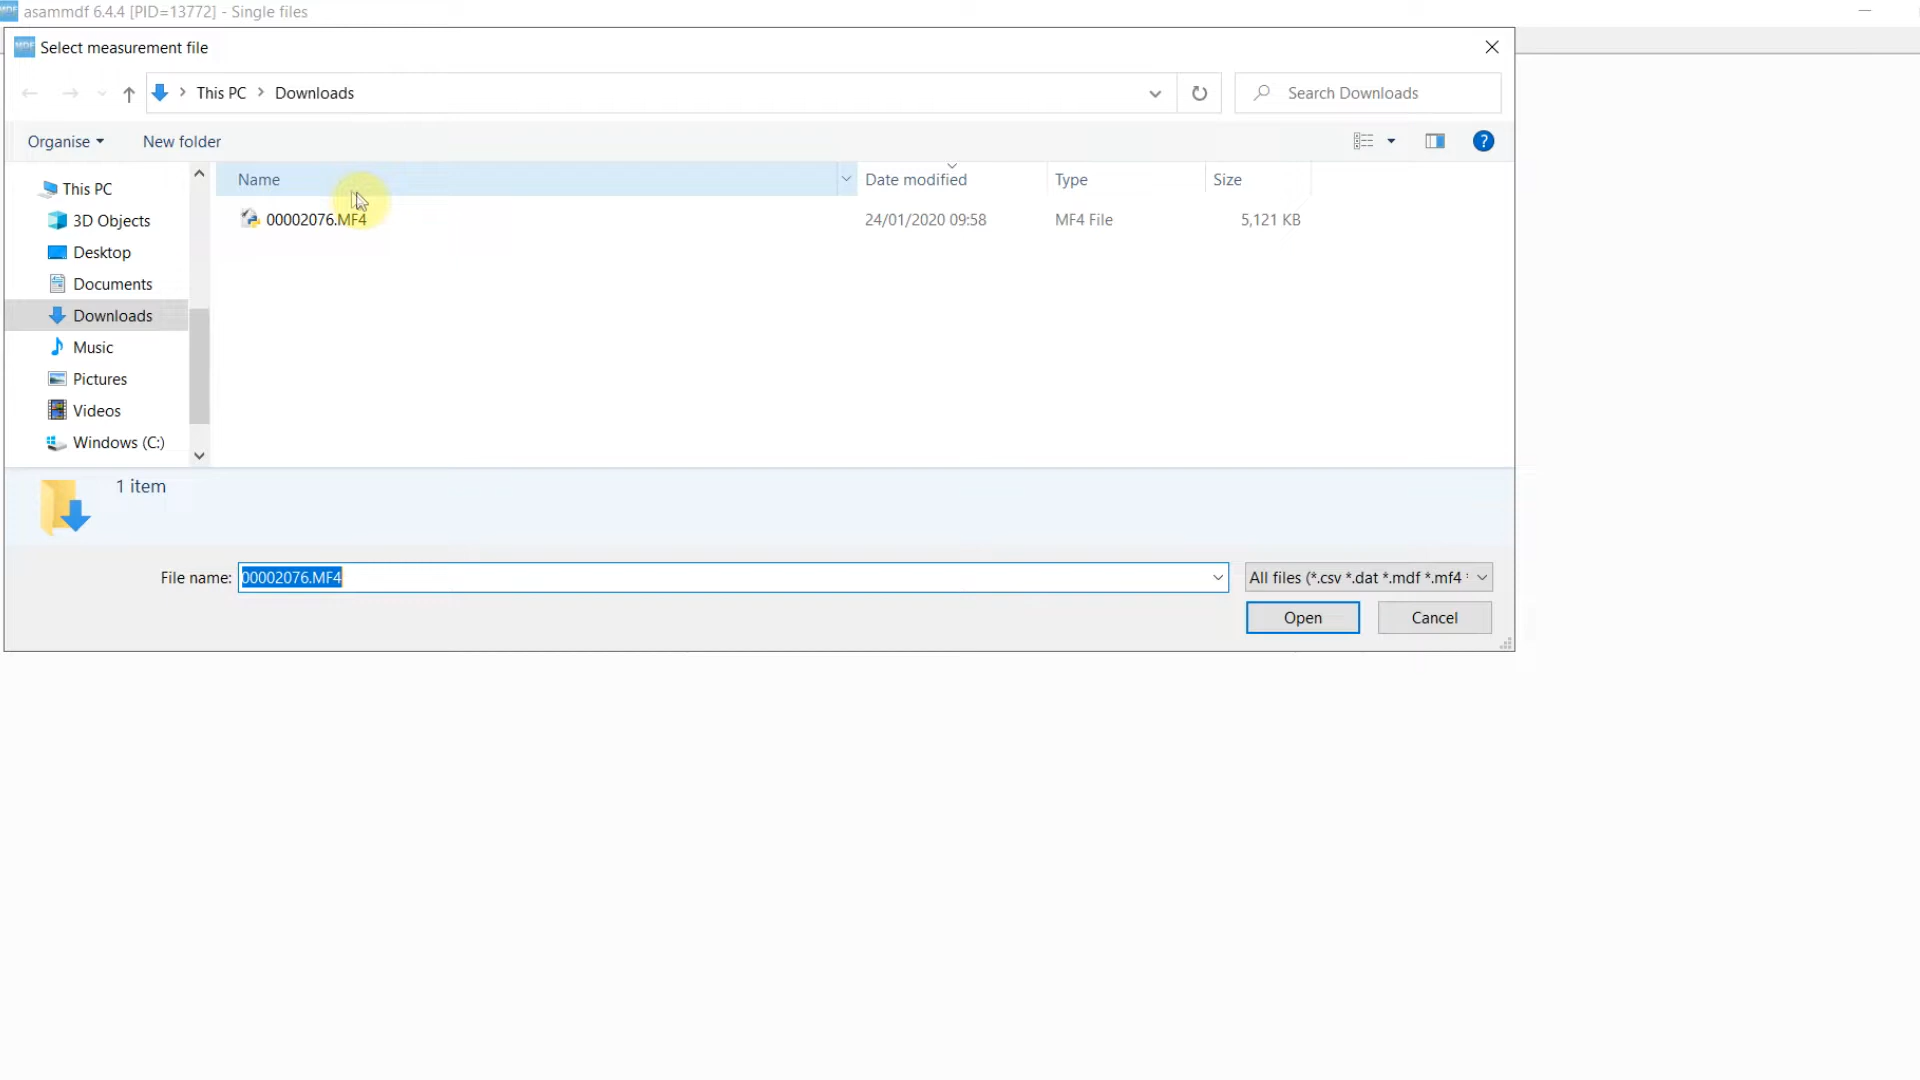 asammdf 6.4.4 [PID=13772] - Single files
Select measurement file
This PC > Downloads
Search Downloads
Organise
New folder
Name
Date modified
Type
Size
This PC
3D Objects
Desktop
Documents
Downloads
Music
Pictures
Videos
Windows (C:)
00002076.MF4
24/01/2020 09:58
MF4 File
5,121 KB
1 item
File name:
00002076.MF4
All files (*.csv *.dat *.mdf *.mf4 *
Open
Cancel